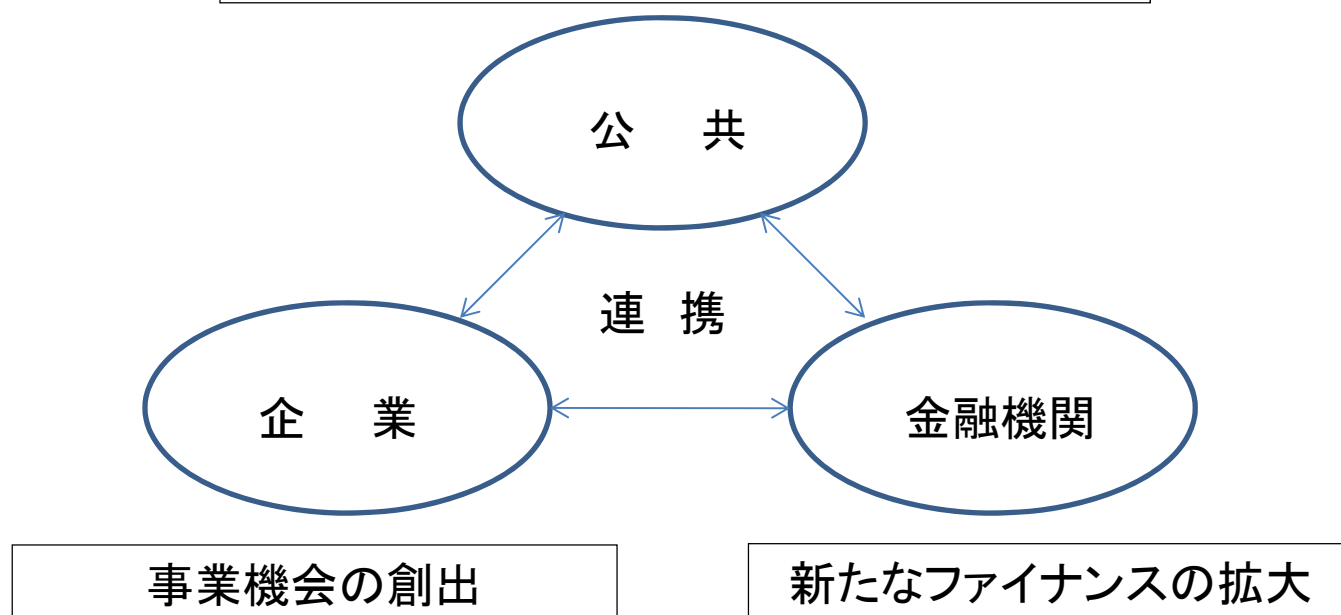 公 共
連 携
企 業
金融機関
事業機会の創出
新たなファイナンスの拡大